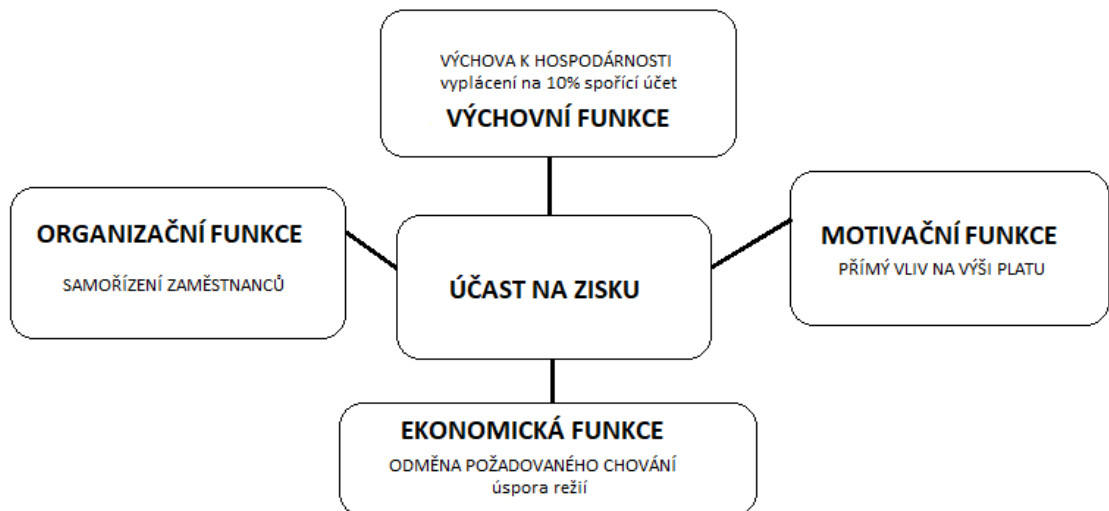 VÝCHOVA K HOSPODÁRNOSTI
vyplácení na 10% spořící účet
VÝCHOVNÍ FUNKCE
ORGANIZAČNÍ FUNKCE
SAMOŘÍZENÍ ZAMĚSTNANCŮ
ÚČAST NA ZISKU
MOTIVAČNÍ FUNKCE
PŘÍMÝ VLIV NA VÝŠI PLATU
EKONOMICKÁ FUNKCE
ODMĚNA POŽADOVANÉHO CHOVÁNÍ
úspora režií